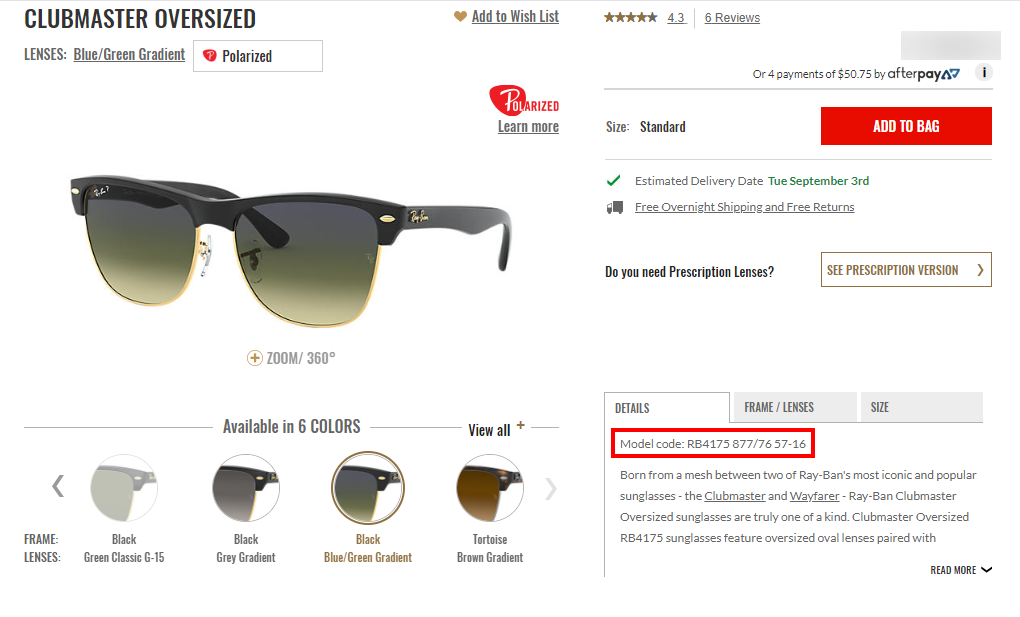 CLUBMASTER OVERSIZED
Add to Wish List
LENSES: Blue/Green Gradient
Polarized
POLARIZED
Learn more
Ray-Ban P
Ray-Ban
ZOOM/ 360°
Available in 6 COLORS
View all +
FRAME: Black Black Black Tortoise
LENSES: Green Classic G-15 Grey Gradient Blue/Green Gradient Brown Gradient
4.3 6 Reviews
Or 4 payments of $50.75 by afterpay i
Size: Standard
ADD TO BAG
Estimated Delivery Date Tue September 3rd
Free Overnight Shipping and Free Returns
Do you need Prescription Lenses?
SEE PRESCRIPTION VERSION
DETAILS FRAME / LENSES SIZE
Model code: RB4175 877/76 57-16
Born from a mesh between two of Ray-Ban's most iconic and popular
sunglasses - the Clubmaster and Wayfarer - Ray-Ban Clubmaster
Oversized sunglasses are truly one of a kind. Clubmaster Oversized
RB4175 sunglasses feature oversized oval lenses paired with
READ MORE